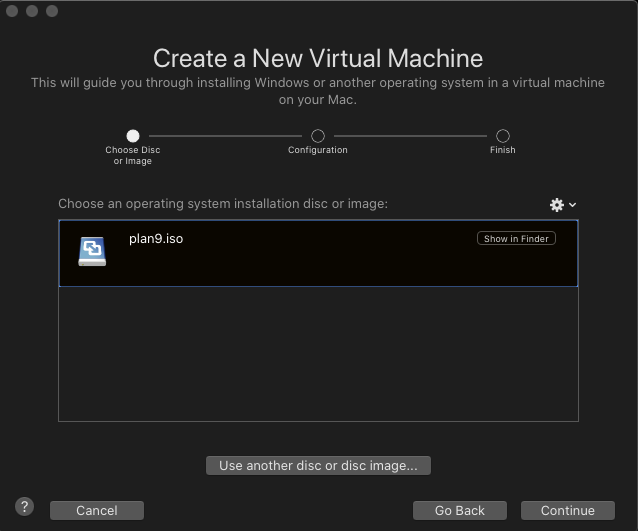 Create a New Virtual Machine
This will guide you through installing Windows or another operating system in a virtual machine
on your Mac.
Choose Disc
or Image
Configuration
Finish
Choose an operating system installation disc or image:
plan9.iso
Show in Finder
Use another disc or disc image...
?
Cancel
Go Back
Continue